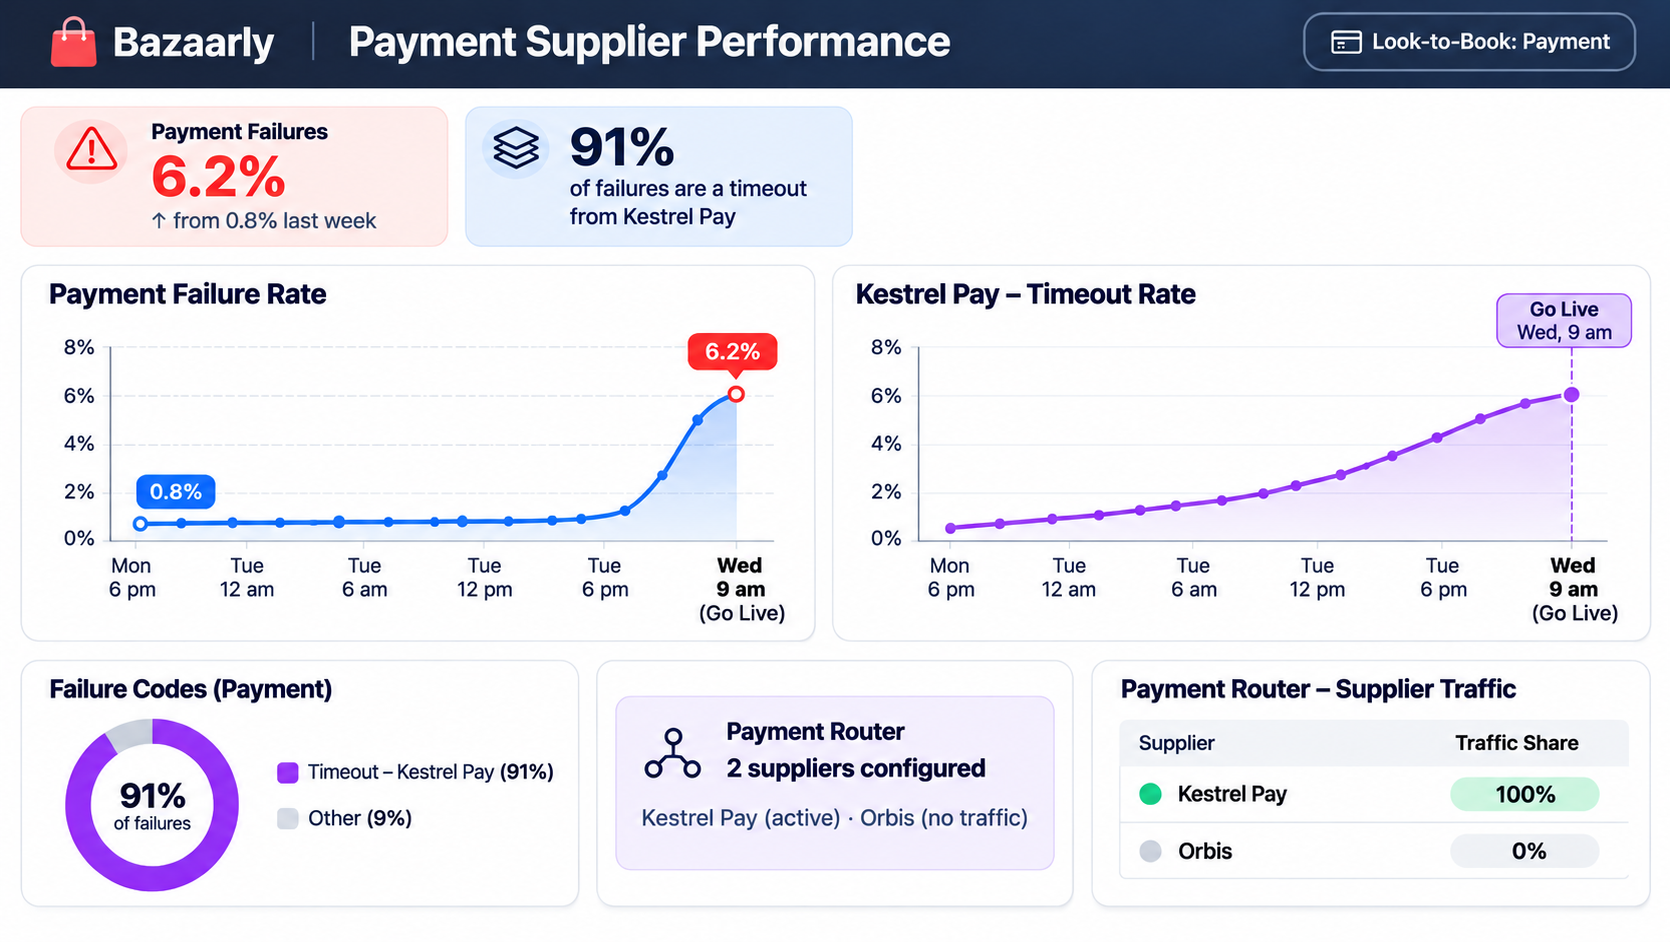 Bazaarly
Payment Supplier Performance
Look-to-Book: Payment
Payment Failures
6.2%
↑ from 0.8% last week
91%
of failures are a timeout
from Kestrel Pay
Payment Failure Rate
8%
6%
4%
2%
0%
0.8%
6.2%
Mon
6 pm
Tue
12 am
Tue
6 am
Tue
12 pm
Tue
6 pm
Wed
9 am
(Go Live)
Kestrel Pay – Timeout Rate
Go Live
Wed, 9 am
8%
6%
4%
2%
0%
Mon
6 pm
Tue
12 am
Tue
6 am
Tue
12 pm
Tue
6 pm
Wed
9 am
(Go Live)
Failure Codes (Payment)
91%
of failures
Timeout – Kestrel Pay (91%)
Other (9%)
Payment Router
2 suppliers configured
Kestrel Pay (active) · Orbis (no traffic)
Payment Router – Supplier Traffic
Supplier Traffic Share
Kestrel Pay 100%
Orbis 0%